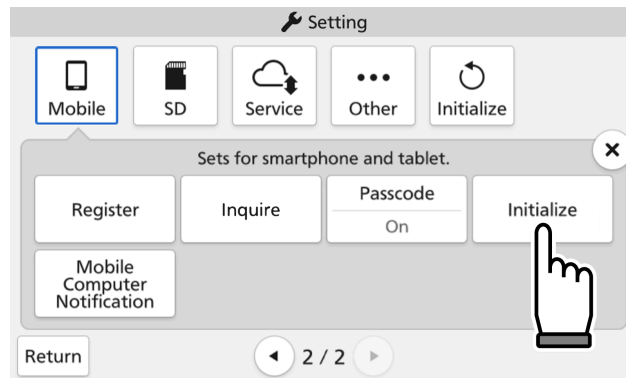 Setting
Mobile
SD
Service
Other
Initialize
Sets for smartphone and tablet.
Register
Inquire
Passcode
On
Initialize
Mobile
Computer
Notification
Return
2 / 2